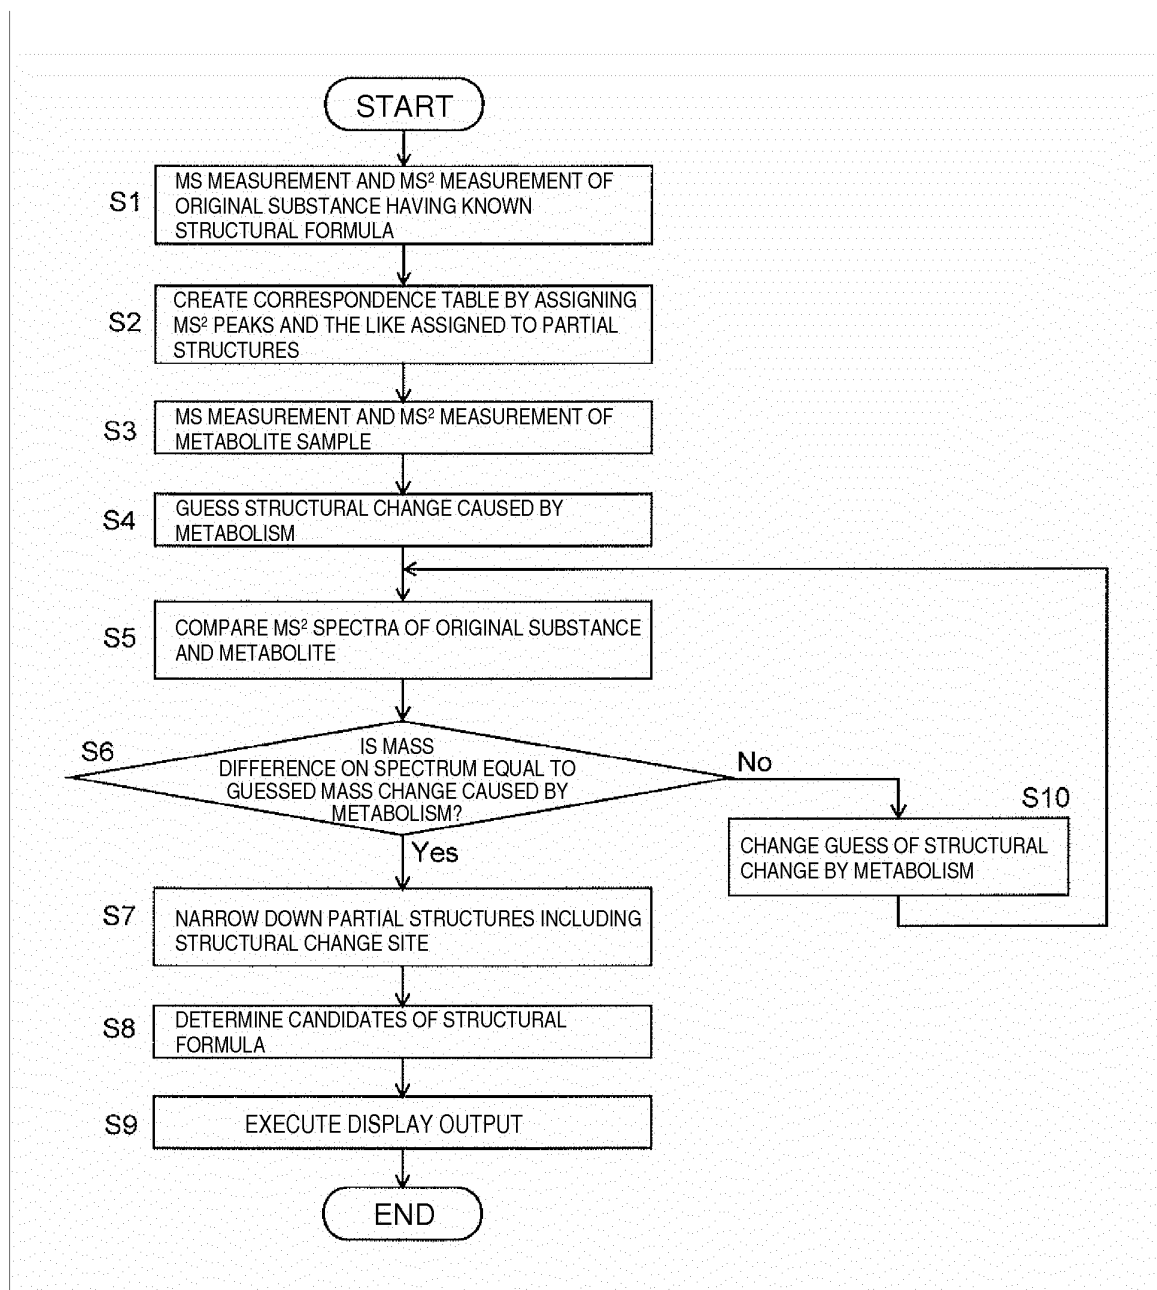 START
S1
MS MEASUREMENT AND MS² MEASUREMENT OF
ORIGINAL SUBSTANCE HAVING KNOWN
STRUCTURAL FORMULA
S2
CREATE CORRESPONDENCE TABLE BY ASSIGNING
MS² PEAKS AND THE LIKE ASSIGNED TO PARTIAL
STRUCTURES
S3
MS MEASUREMENT AND MS² MEASUREMENT OF
METABOLITE SAMPLE
S4
GUESS STRUCTURAL CHANGE CAUSED BY
METABOLISM
S5
COMPARE MS² SPECTRA OF ORIGINAL SUBSTANCE
AND METABOLITE
S6
IS MASS
DIFFERENCE ON SPECTRUM EQUAL TO
GUESSED MASS CHANGE CAUSED BY
METABOLISM?
No
S10
CHANGE GUESS OF STRUCTURAL
CHANGE BY METABOLISM
Yes
S7
NARROW DOWN PARTIAL STRUCTURES INCLUDING
STRUCTURAL CHANGE SITE
S8
DETERMINE CANDIDATES OF STRUCTURAL
FORMULA
S9
EXECUTE DISPLAY OUTPUT
END